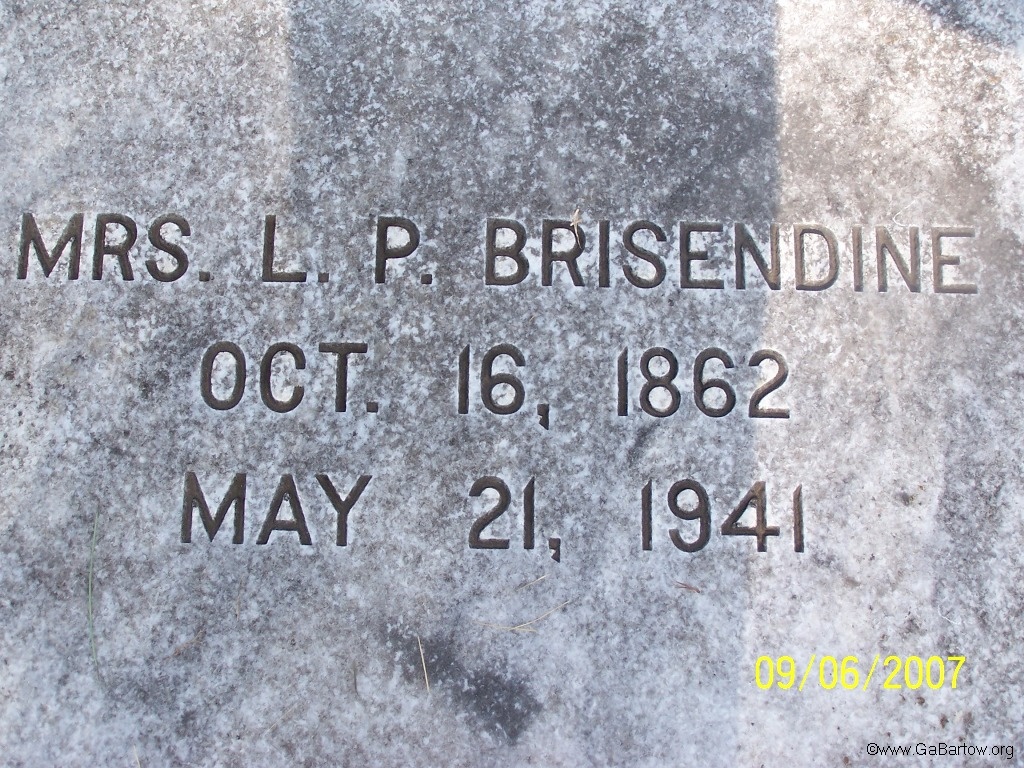 MRS. L. P. BRISENDINE
OCT. 16, 1862
MAY 21, 1941
09/06/2007
©www.GaBartow.org